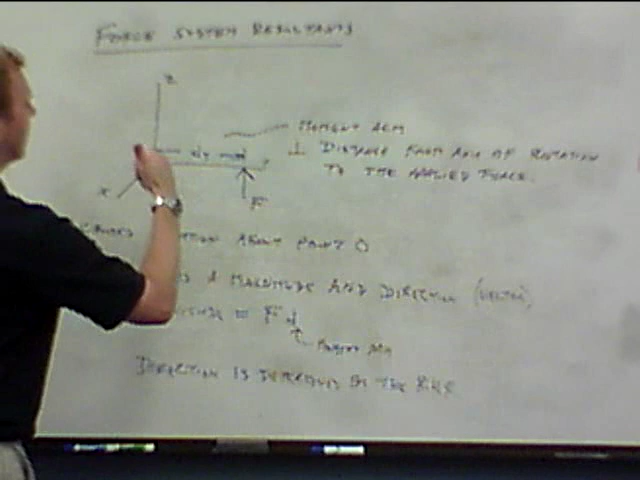 FORCE SYSTEM RESULTANTS
Z
MOMENT ARM
⊥ DISTANCE FROM AXIS OF ROTATION
TO THE APPLIED FORCE.
X
F
ABOUT POINT O
A MAGNITUDE AND DIRECTION (VECTOR)
= F d
MOMENT ARM
DIRECTION IS DETERMINED BY THE RHR